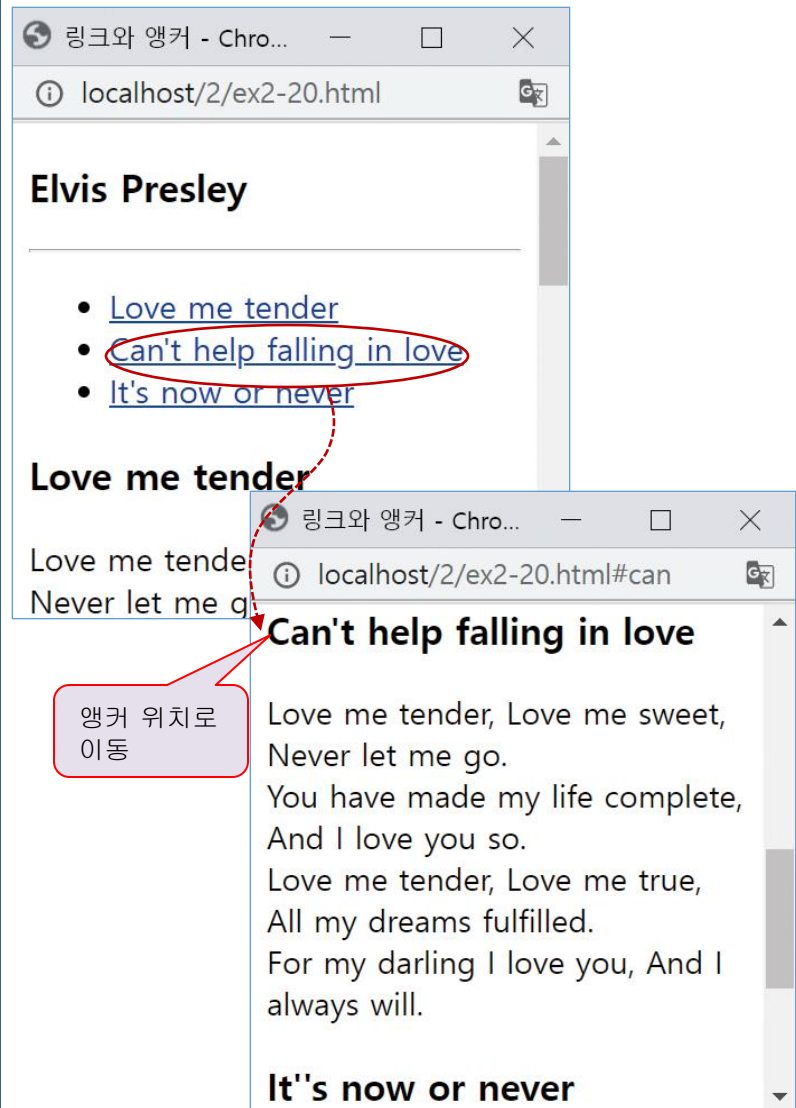 링크와 앵커 - Chro...
localhost/2/ex2-20.html
Elvis Presley
Love me tender
Can't help falling in love
It's now or never
Love me tender
Love me tende
Never let me g
링크와 앵커 - Chro...
localhost/2/ex2-20.html#can
Can't help falling in love
앵커 위치로
이동
Love me tender, Love me sweet,
Never let me go.
You have made my life complete,
And I love you so.
Love me tender, Love me true,
All my dreams fulfilled.
For my darling I love you, And I
always will.
It''s now or never